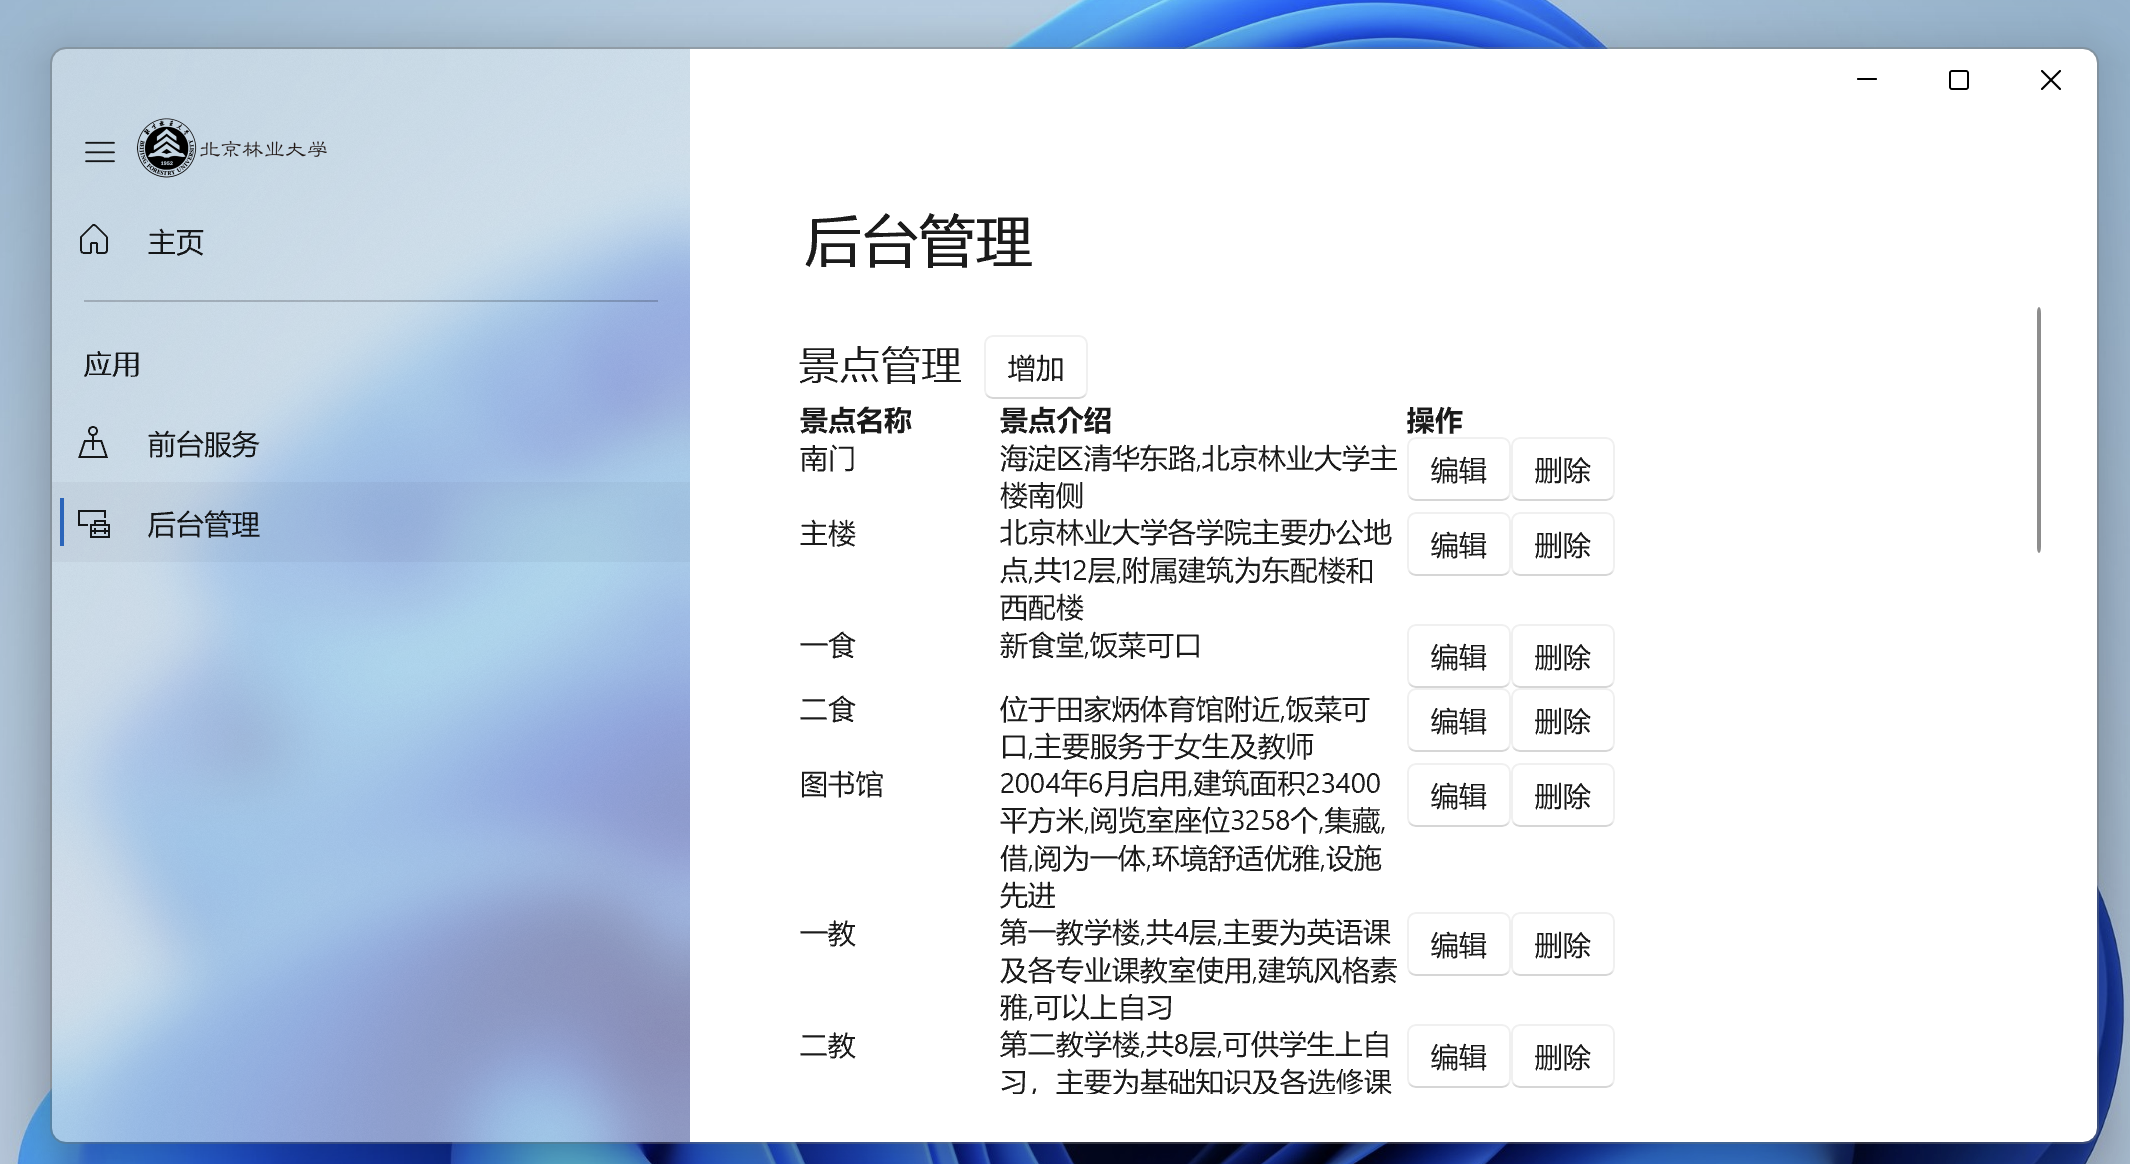 北京林业大学
主页
应用
前台服务
后台管理
后台管理
景点管理 增加
景点名称 景点介绍 操作
南门 海淀区清华东路,北京林业大学主 编辑 删除
楼南侧
主楼 北京林业大学各学院主要办公地 编辑 删除
点,共12层,附属建筑为东配楼和
西配楼
一食 新食堂,饭菜可口 编辑 删除
二食 位于田家炳体育馆附近,饭菜可 编辑 删除
口,主要服务于女生及教师
图书馆 2004年6月启用,建筑面积23400 编辑 删除
平方米,阅览室座位3258个,集藏,
借,阅为一体,环境舒适优雅,设施
先进
一教 第一教学楼,共4层,主要为英语课 编辑 删除
及各专业课教室使用,建筑风格素
雅,可以上自习
二教 第二教学楼,共8层,可供学生上自 编辑 删除
习，主要为基础知识及各选修课